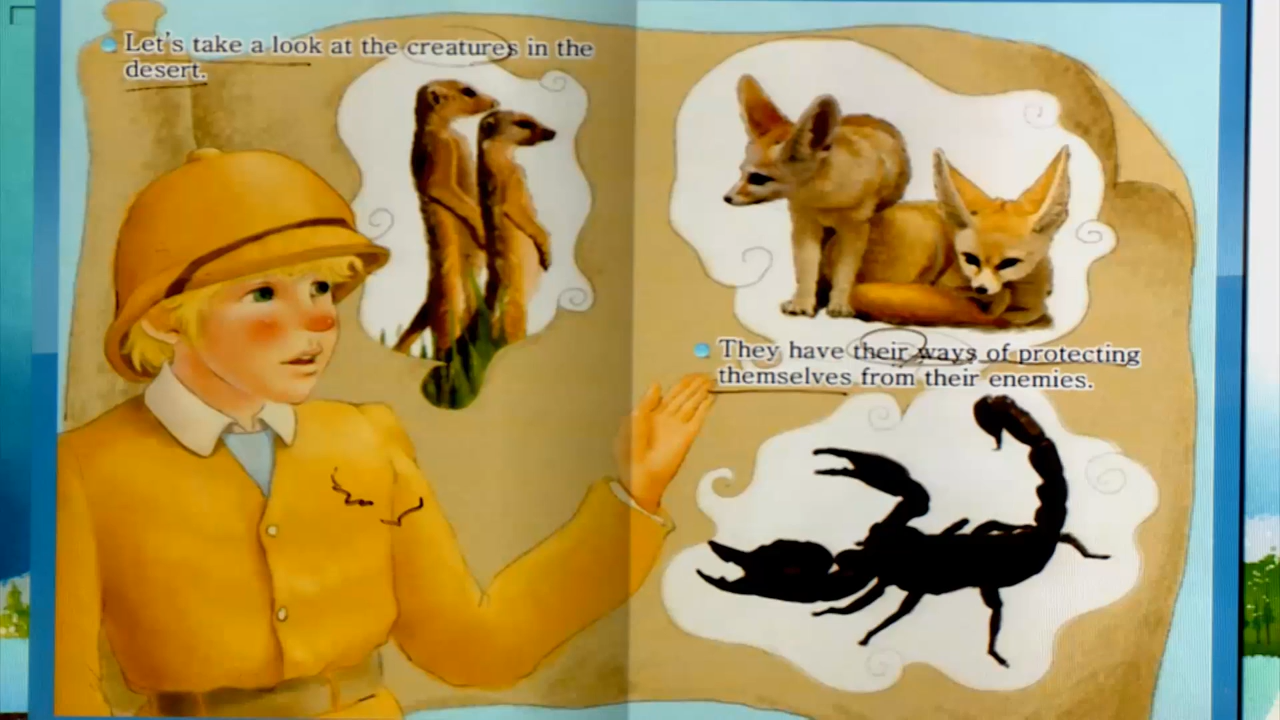 Let's take a look at the creatures in the
desert.
They have their ways of protecting
themselves from their enemies.